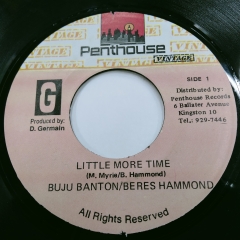 VINTAGE
Penthouse
VINTAGE
SIDE 1
G
Produced by:
D. Germain
Distributed by:
Penthouse Records
6 Ballater Avenue
Kingston 10
Tel.: 929-7446
LITTLE MORE TIME
(M. Myrie/B. Hammond)
BUJU BANTON/BERES HAMMOND
All Rights Reserved